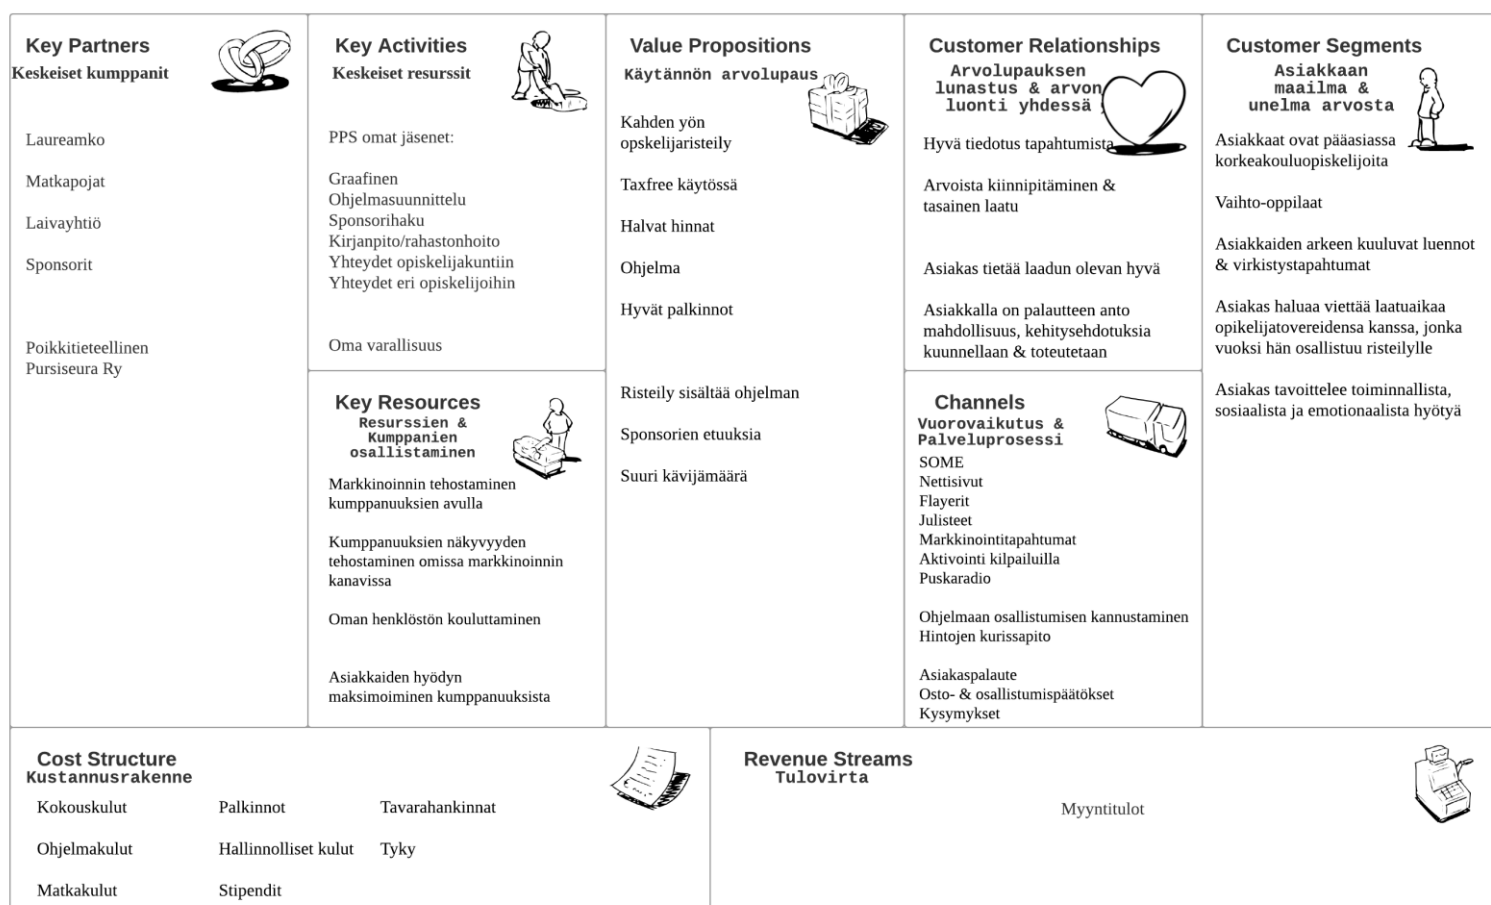 Key Partners
Keskeiset kumppanit
Laureamko
Matkapojat
Laivayhtiö
Sponsorit
Poikkitieteellinen
Pursiseura Ry
Key Activities
Keskeiset resurssit
PPS omat jäsenet:
Graafinen
Ohjelmasuunnittelu
Sponsorihaku
Kirjanpito/rahastonhoito
Yhteydet opiskelijakuntiin
Yhteydet eri opiskelijoihin
Oma varallisuus
Key Resources
Resurssien &
Kumppanien
osallistaminen
Markkinoinnin tehostaminen
kumppanuuksien avulla
Kumppanuuksien näkyvyyden
tehostaminen omissa markkinoinnin
kanavissa
Oman henklöstön kouluttaminen
Asiakkaiden hyödyn
maksimoiminen kumppanuuksista
Value Propositions
Käytännön arvolupaus
Kahden yön
opskelijaristeily
Taxfree käytössä
Halvat hinnat
Ohjelma
Hyvät palkinnot
Risteily sisältää ohjelman
Sponsorien etuuksia
Suuri kävijämäärä
Customer Relationships
Arvolupauksen
lunastus & arvon
luonti yhdessä
Hyvä tiedotus tapahtumista
Arvoista kiinnipitäminen &
tasainen laatu
Asiakas tietää laadun olevan hyvä
Asiakkalla on palautteen anto
mahdollisuus, kehitysehdotuksia
kuunnellaan & toteutetaan
Channels
Vuorovaikutus &
Palveluprosessi
SOME
Nettisivut
Flayerit
Julisteet
Markkinointitapahtumat
Aktivointi kilpailuilla
Puskaradio
Ohjelmaan osallistumisen kannustaminen
Hintojen kurissapito
Asiakaspalaute
Osto- & osallistumispäätökset
Kysymykset
Customer Segments
Asiakkaan
maailma &
unelma arvosta
Asiakkaat ovat pääasiassa
korkeakouluopiskelijoita
Vaihto-oppilaat
Asiakkaiden arkeen kuuluvat luennot
& virkistystapahtumat
Asiakas haluaa viettää laatuaikaa
opikelijatovereidensa kanssa, jonka
vuoksi hän osallistuu risteilylle
Asiakas tavoittelee toiminnallista,
sosiaalista ja emotionaalista hyötyä
Cost Structure
Kustannusrakenne
Kokouskulut Palkinnot Tavarahankinnat
Ohjelmakulut Hallinnolliset kulut Tyky
Matkakulut Stipendit
Revenue Streams
Tulovirta
Myyntitulot